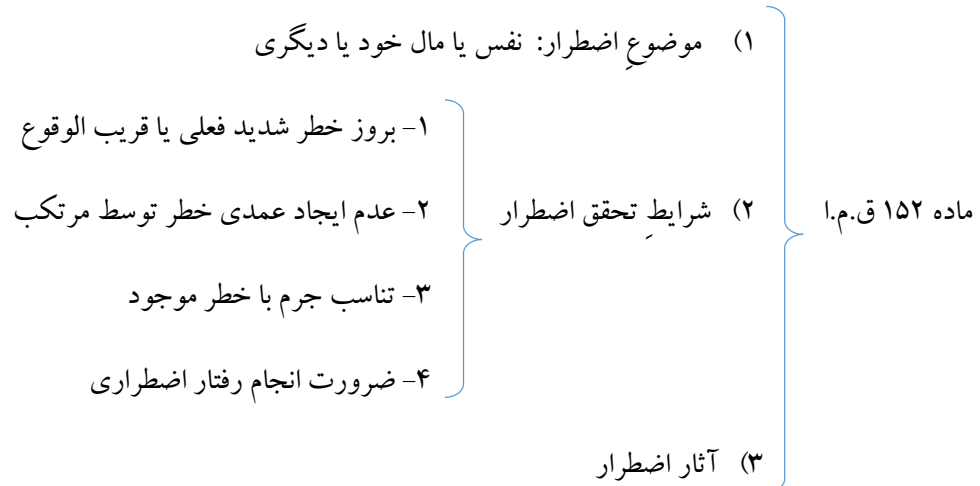 ماده ۱۵۲ ق.م.ا
۱) موضوعِ اضطرار: نفس یا مال خود یا دیگری
۲) شرایطِ تحقق اضطرار
۱- بروز خطر شدید فعلی یا قریب الوقوع
۲- عدم ایجاد عمدی خطر توسط مرتکب
۳- تناسب جرم با خطر موجود
۴- ضرورت انجام رفتار اضطراری
۳) آثار اضطرار